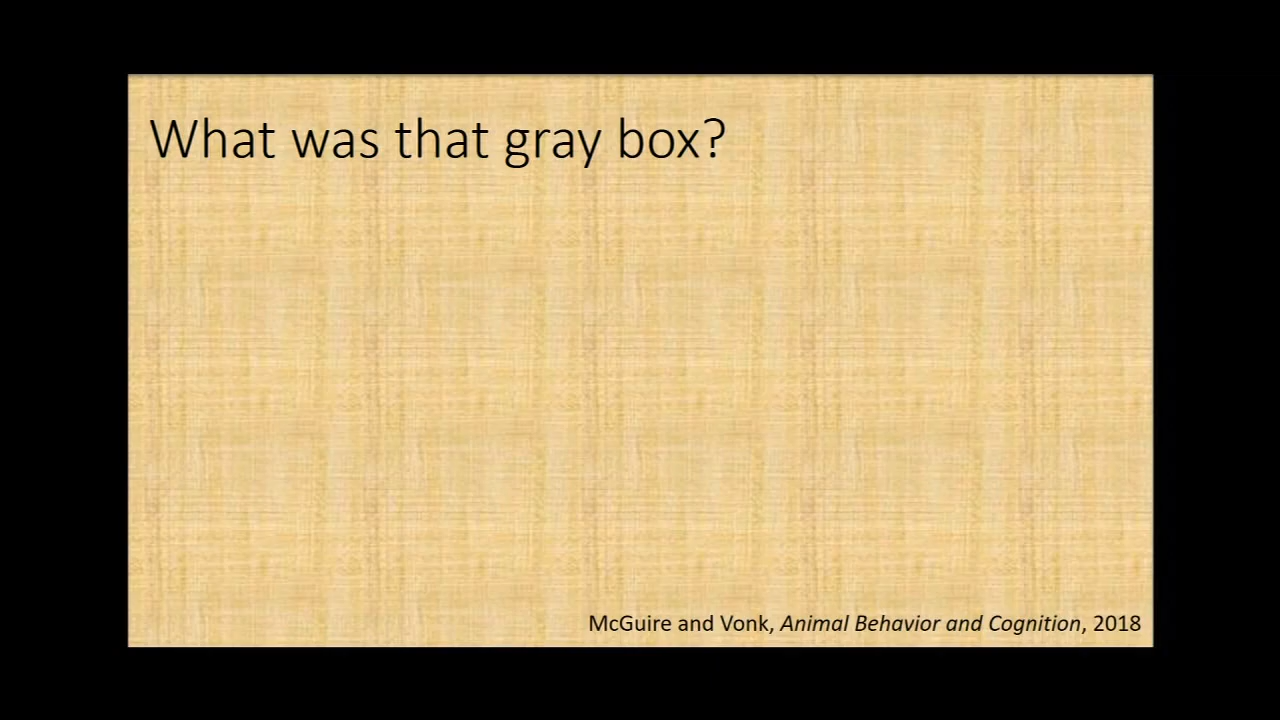 What was that gray box?
McGuire and Vonk, Animal Behavior and Cognition, 2018